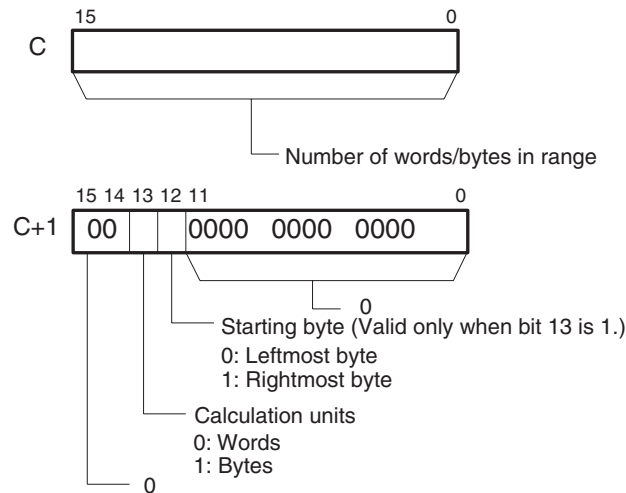 15 0
C
Number of words/bytes in range
15 14 13 12 11 0
C+1 00 0000 0000 0000
0
Starting byte (Valid only when bit 13 is 1.)
0: Leftmost byte
1: Rightmost byte
Calculation units
0: Words
1: Bytes
0